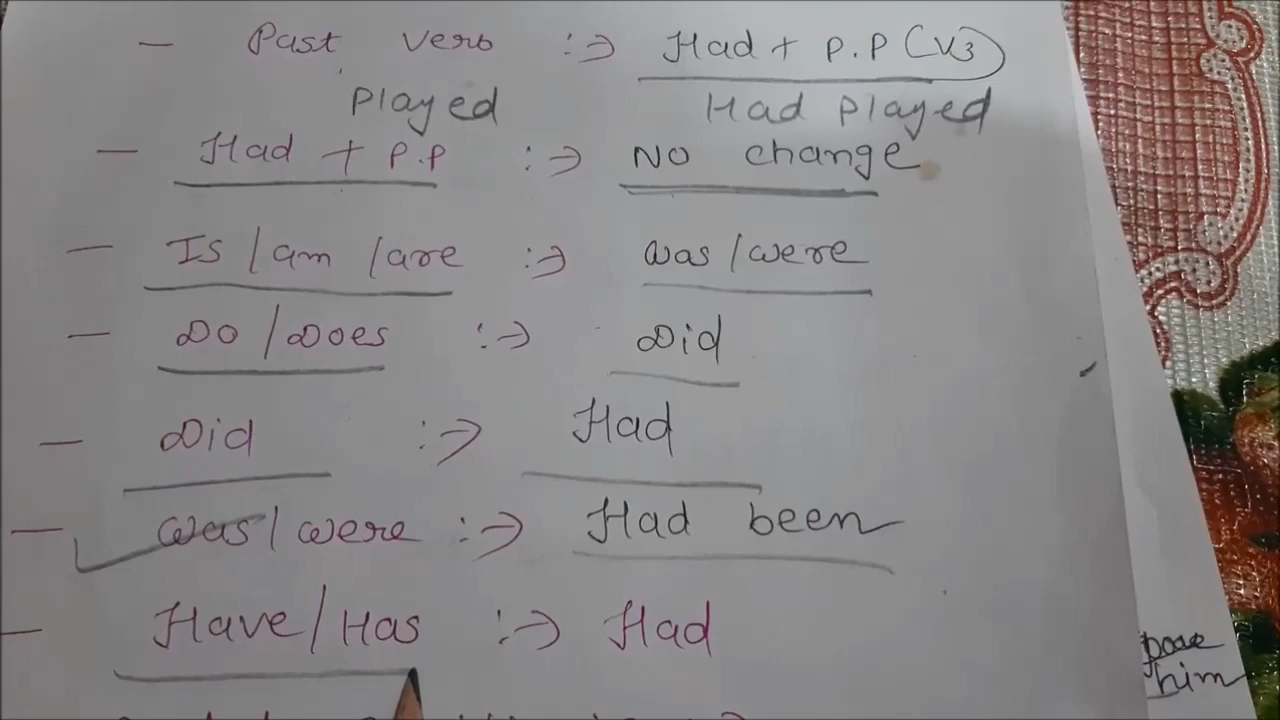 - Past verb :→ Had + P.P (V3)
Played Had Played
- Had + P.P :→ No change
- Is/am/are :→ was/were
- Do/Does :→ Did
- Did :→ Had
- was/were :→ Had been
- Have/Has :→ Had
him